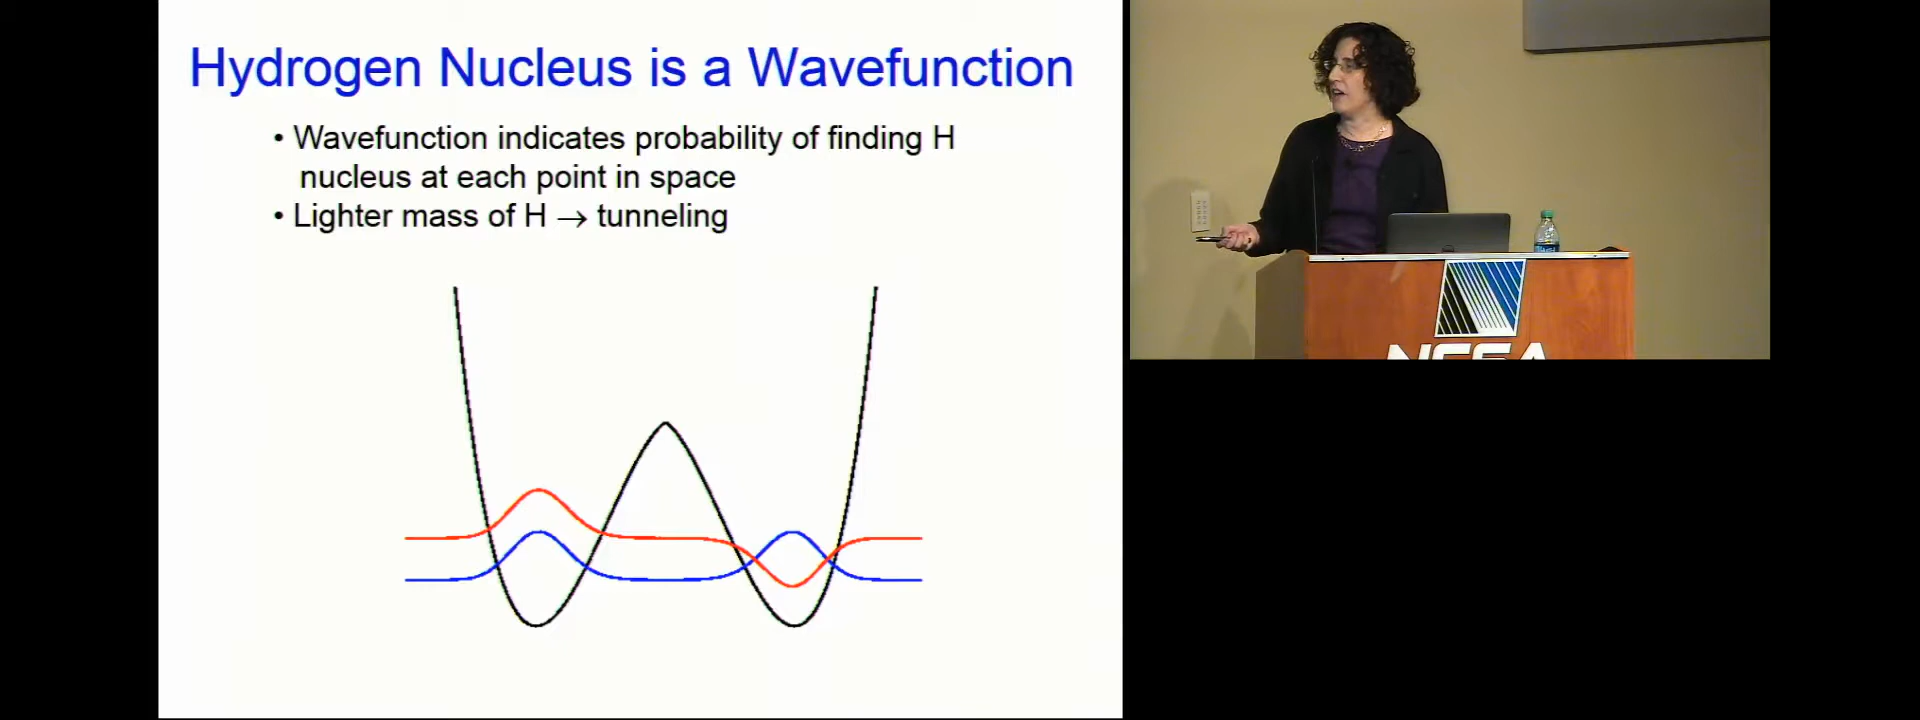 Hydrogen Nucleus is a Wavefunction
• Wavefunction indicates probability of finding H
nucleus at each point in space
• Lighter mass of H → tunneling
NCSA